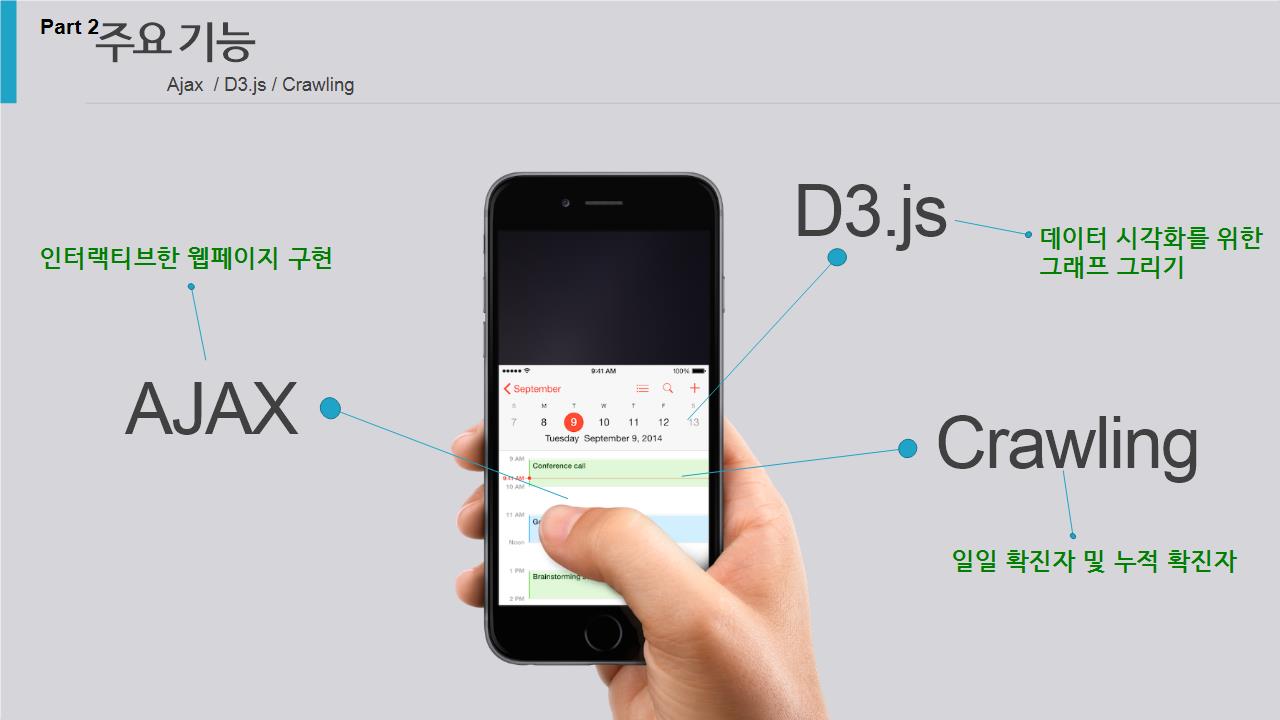 Part 2
주요 기능
Ajax / D3.js / Crawling
D3.js
데이터 시각화를 위한
그래프 그리기
인터랙티브한 웹페이지 구현
AJAX
Crawling
일일 확진자 및 누적 확진자
9:41 AM 100%
September
S M T W T F S
7 8 9 10 11 12 13
Tuesday September 9, 2014
9 AM
Conference call
9:41 AM
10 AM
11 AM
Noon
1 PM
Brainstorming
2 PM